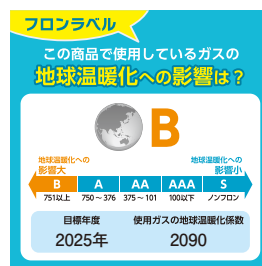 フロンラベル
この商品で使用しているガスの
地球温暖化への影響は?
B
地球温暖化への
影響大
地球温暖化への
影響小
B A AA AAA S
751以上 750～376 375～101 100以下 ノンフロン
目標年度
2025年
使用ガスの地球温暖化係数
2090